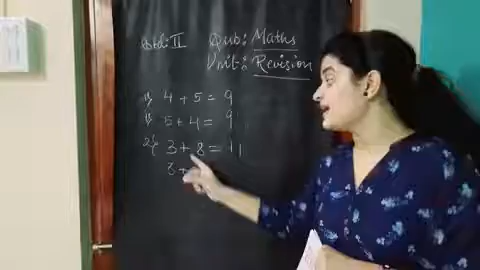 Std:- II Sub:- Maths
Unit:- Revision
1) 4 + 5 = 9
5 + 4 = 9
2) 3 + 8 = 11
+